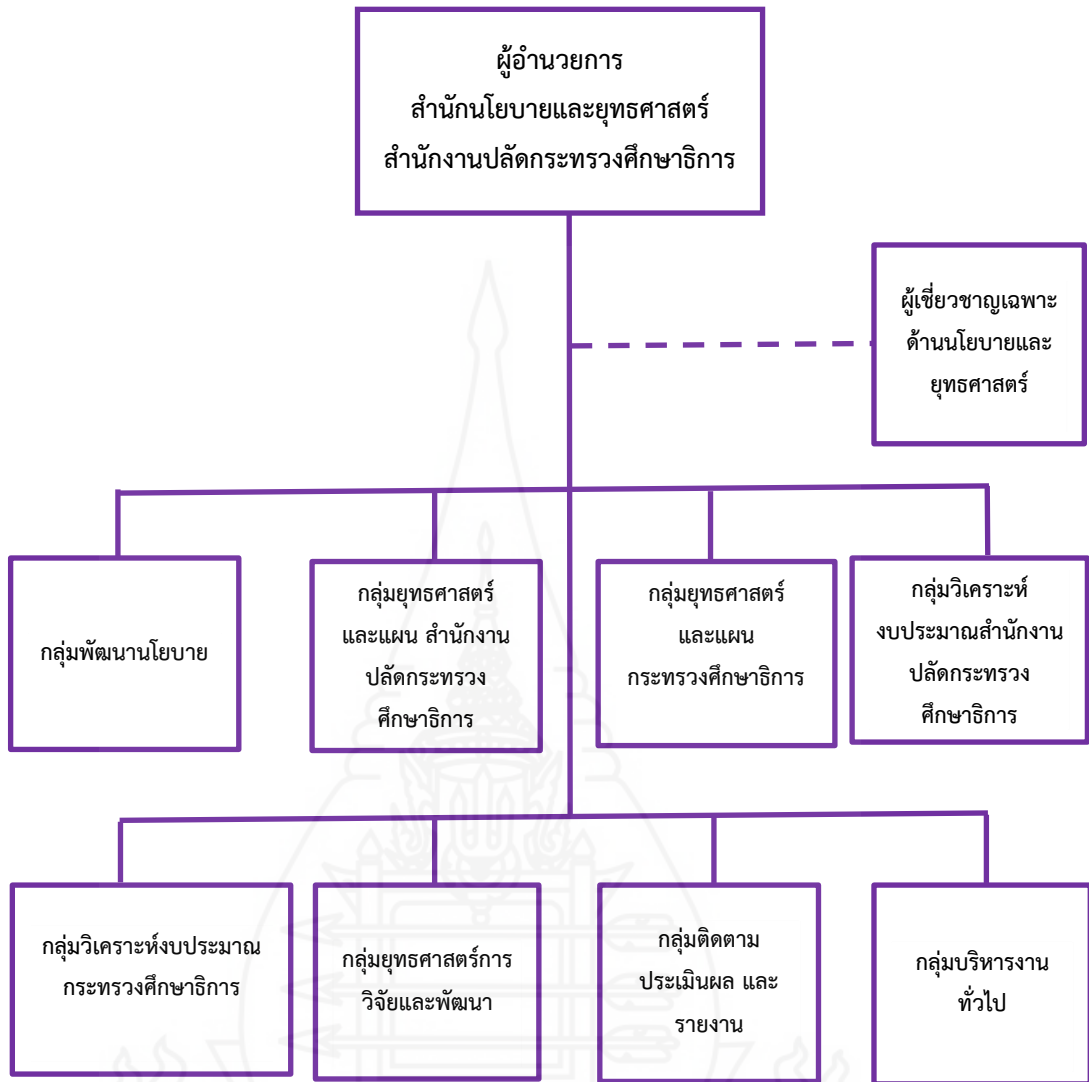 ผู้อำนวยการ
สำนักนโยบายและยุทธศาสตร์
สำนักงานปลัดกระทรวงศึกษาธิการ
ผู้เชี่ยวชาญเฉพาะ
ด้านนโยบายและ
ยุทธศาสตร์
กลุ่มพัฒนานโยบาย
กลุ่มยุทธศาสตร์
และแผน สำนักงาน
ปลัดกระทรวง
ศึกษาธิการ
กลุ่มยุทธศาสตร์
และแผน
กระทรวงศึกษาธิการ
กลุ่มวิเคราะห์
งบประมาณสำนักงาน
ปลัดกระทรวง
ศึกษาธิการ
กลุ่มวิเคราะห์งบประมาณ
กระทรวงศึกษาธิการ
กลุ่มยุทธศาสตร์การ
วิจัยและพัฒนา
กลุ่มติดตาม
ประเมินผล และ
รายงาน
กลุ่มบริหารงาน
ทั่วไป